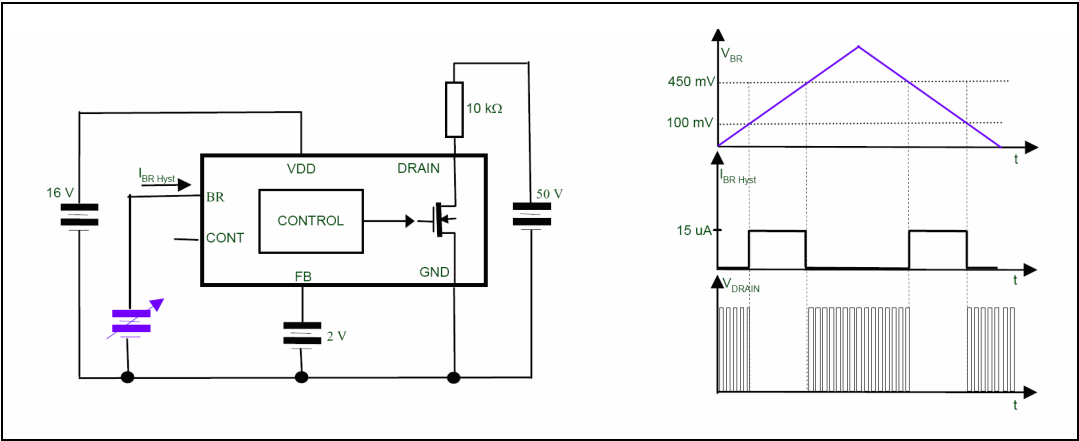 10 kΩ
VDD
DRAIN
I BR Hyst
16 V
BR
50 V
CONTROL
CONT
FB
GND
2 V
V BR
450 mV
100 mV
t
I BR Hyst
15 uA
t
V DRAIN
t